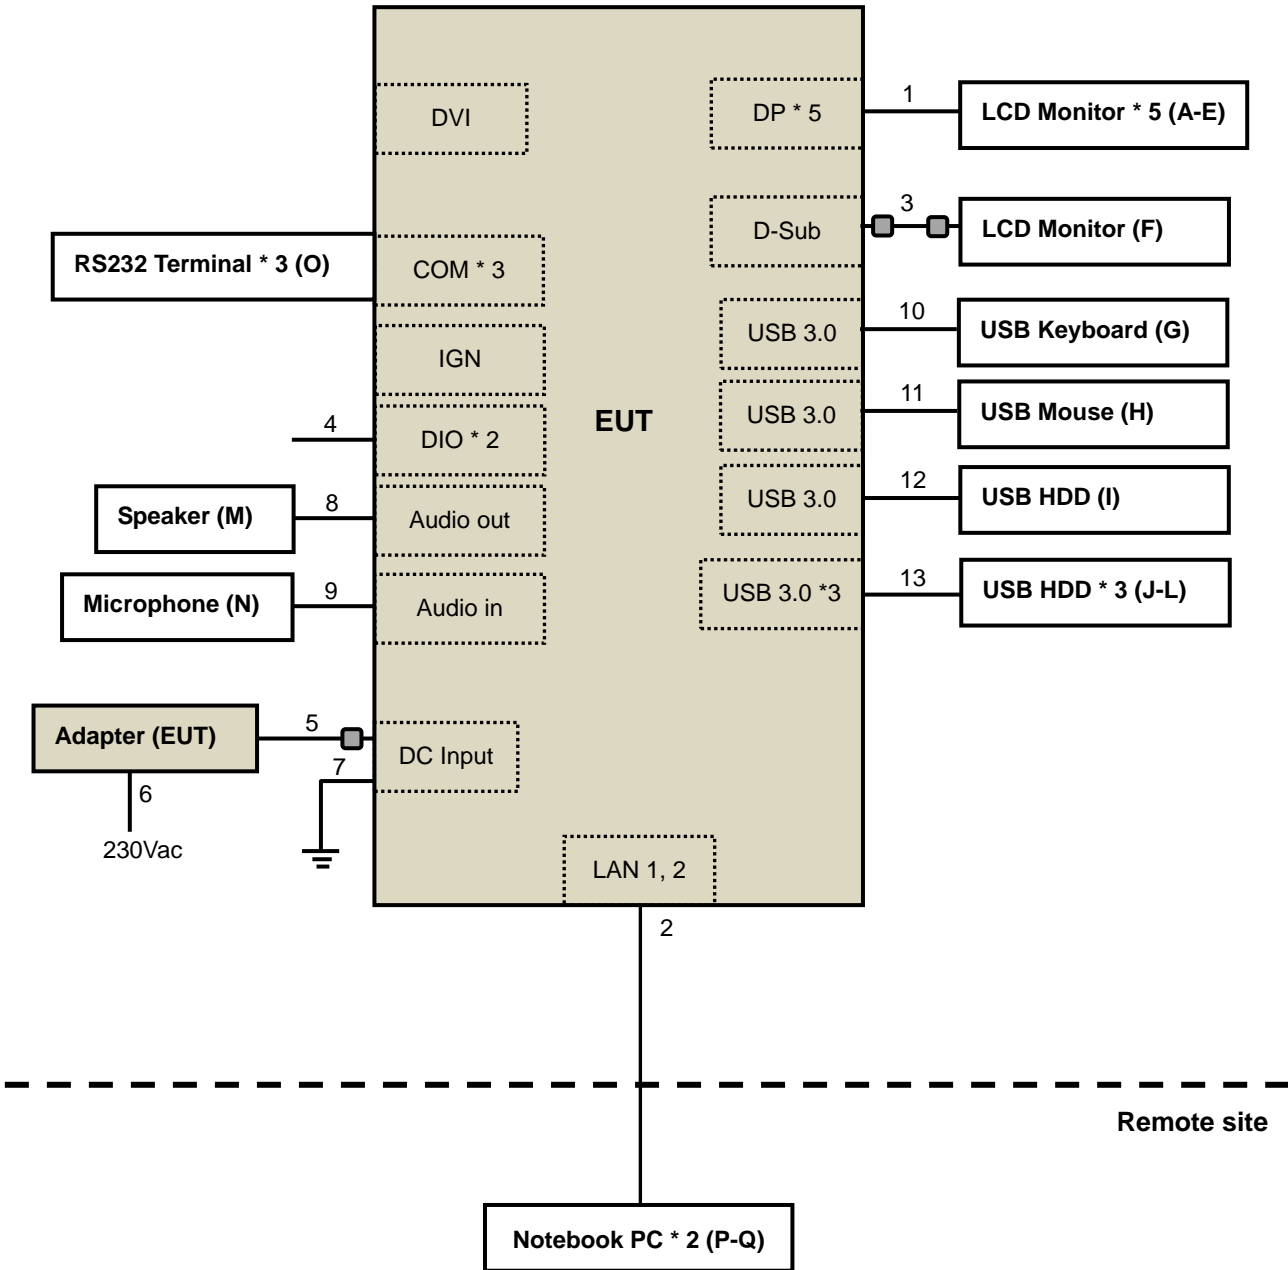 DVI
DP * 5
1
LCD Monitor * 5 (A-E)
D-Sub
3
LCD Monitor (F)
RS232 Terminal * 3 (O)
COM * 3
USB 3.0
10
USB Keyboard (G)
IGN
EUT
USB 3.0
11
USB Mouse (H)
4
DIO * 2
USB 3.0
12
USB HDD (I)
Speaker (M)
8
Audio out
USB 3.0 *3
13
USB HDD * 3 (J-L)
Microphone (N)
9
Audio in
Adapter (EUT)
5
DC Input
7
6
230Vac
LAN 1, 2
2
Remote site
Notebook PC * 2 (P-Q)